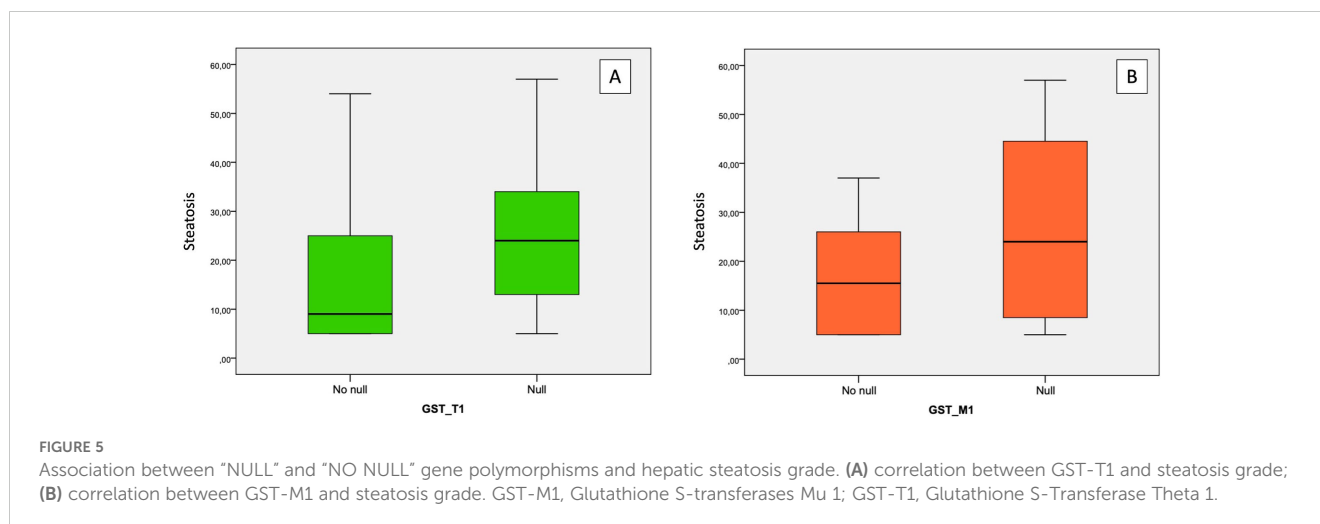 A
60,00
50,00
40,00
30,00
20,00
10,00
,00
Steatosis
No null
Null
GST_T1
B
60,00
50,00
40,00
30,00
20,00
10,00
,00
Steatosis
No null
Null
GST_M1
FIGURE 5
Association between “NULL” and “NO NULL” gene polymorphisms and hepatic steatosis grade. (A) correlation between GST-T1 and steatosis grade;
(B) correlation between GST-M1 and steatosis grade. GST-M1, Glutathione S-transferases Mu 1; GST-T1, Glutathione S-Transferase Theta 1.